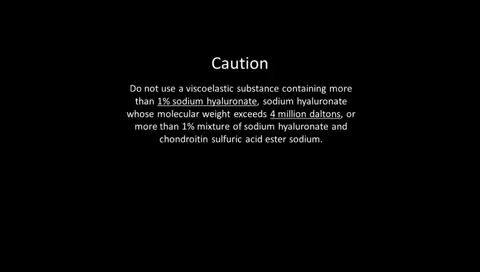 Caution
Do not use a viscoelastic substance containing more
than 1% sodium hyaluronate, sodium hyaluronate
whose molecular weight exceeds 4 million daltons, or
more than 1% mixture of sodium hyaluronate and
chondroitin sulfuric acid ester sodium.